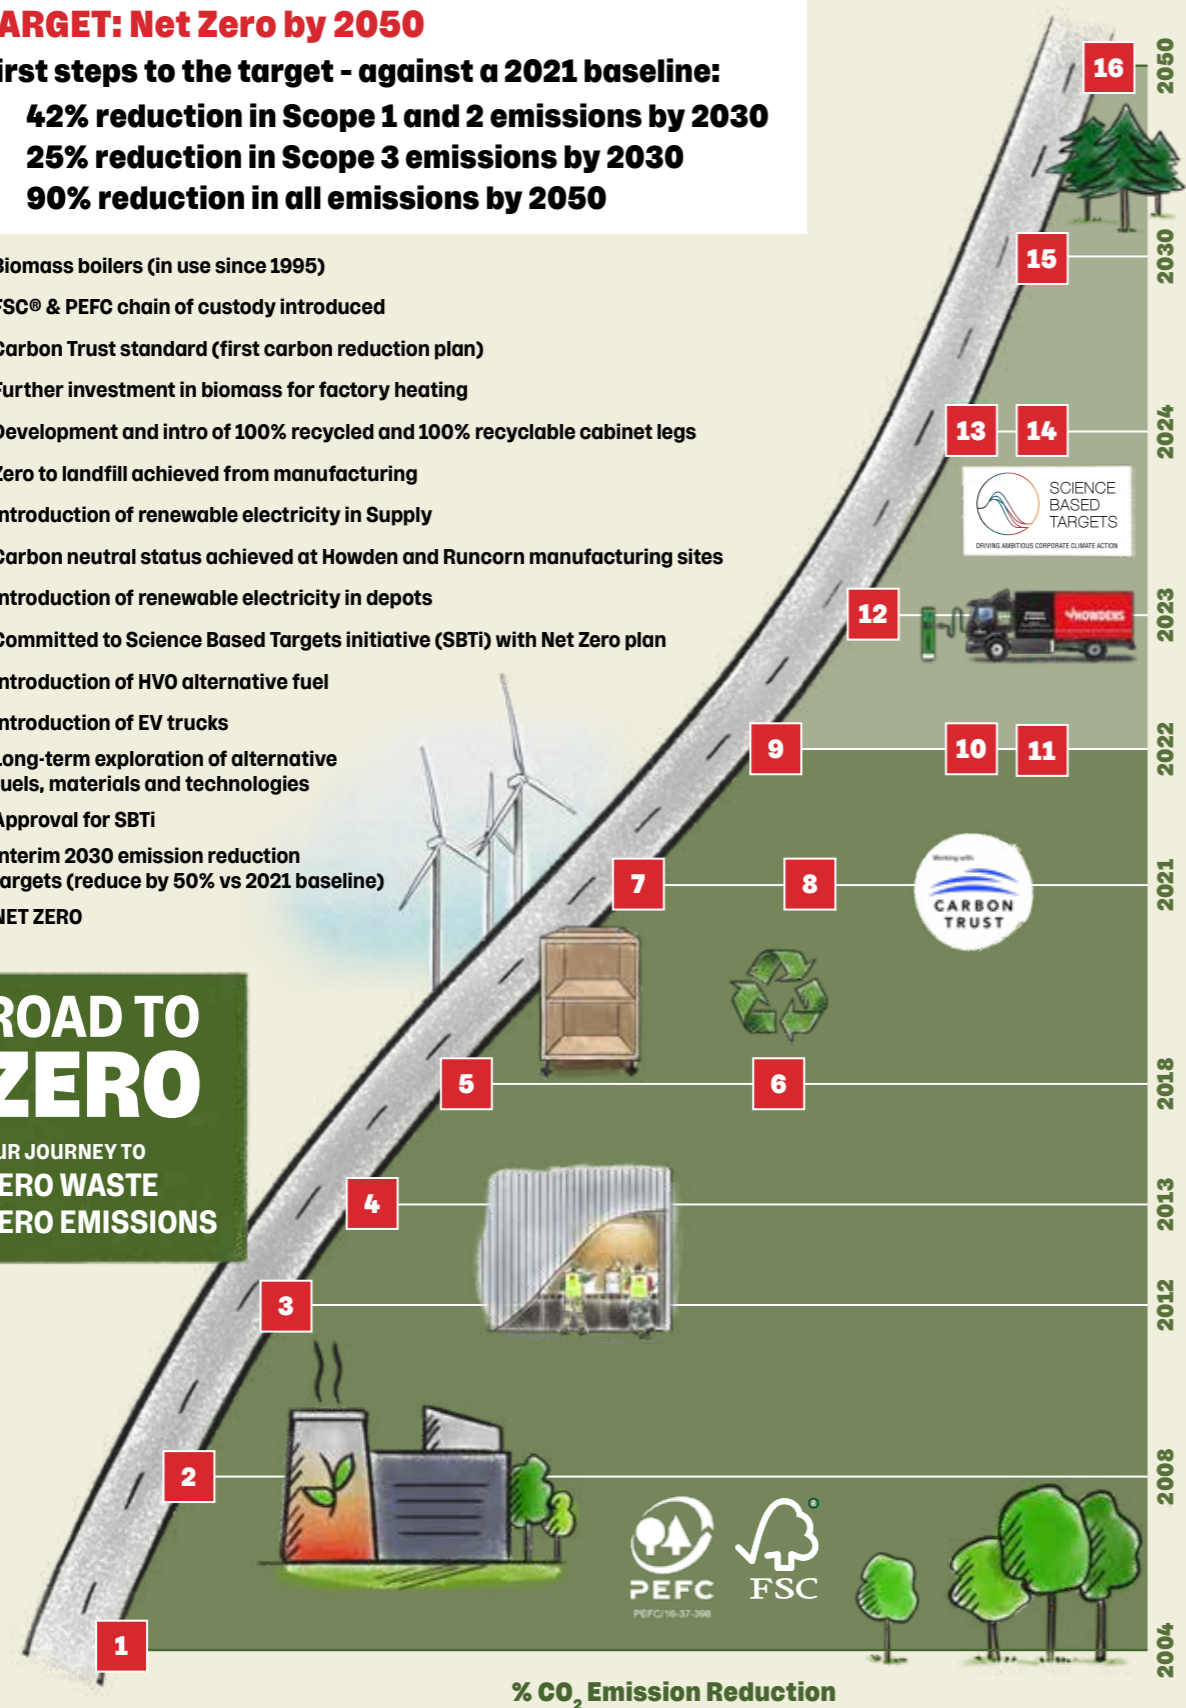 ARGET: Net Zero by 2050
irst steps to the target - against a 2021 baseline:
42% reduction in Scope 1 and 2 emissions by 2030
25% reduction in Scope 3 emissions by 2030
90% reduction in all emissions by 2050
Biomass boilers (in use since 1995)
FSC® & PEFC chain of custody introduced
Carbon Trust standard (first carbon reduction plan)
Further investment in biomass for factory heating
Development and intro of 100% recycled and 100% recyclable cabinet legs
Zero to landfill achieved from manufacturing
ntroduction of renewable electricity in Supply
Carbon neutral status achieved at Howden and Runcorn manufacturing sites
ntroduction of renewable electricity in depots
Committed to Science Based Targets initiative (SBTi) with Net Zero plan
ntroduction of HVO alternative fuel
ntroduction of EV trucks
Long-term exploration of alternative
fuels, materials and technologies
Approval for SBTi
nterim 2030 emission reduction
targets (reduce by 50% vs 2021 baseline)
NET ZERO
ROAD TO
ZERO
UR JOURNEY TO
ERO WASTE
ERO EMISSIONS
16
2050
15
2030
13
14
2024
SCIENCE
BASED
TARGETS
DRIVING AMBITIOUS CORPORATE CLIMATE ACTION
12
HOWDENS
2023
9
10
11
2022
7
8
2021
Working with
CARBON
TRUST
5
6
2018
4
2013
3
2012
2
2008
PEFC
PEFC/16-37-398
®
FSC
1
2004
% CO₂ Emission Reduction